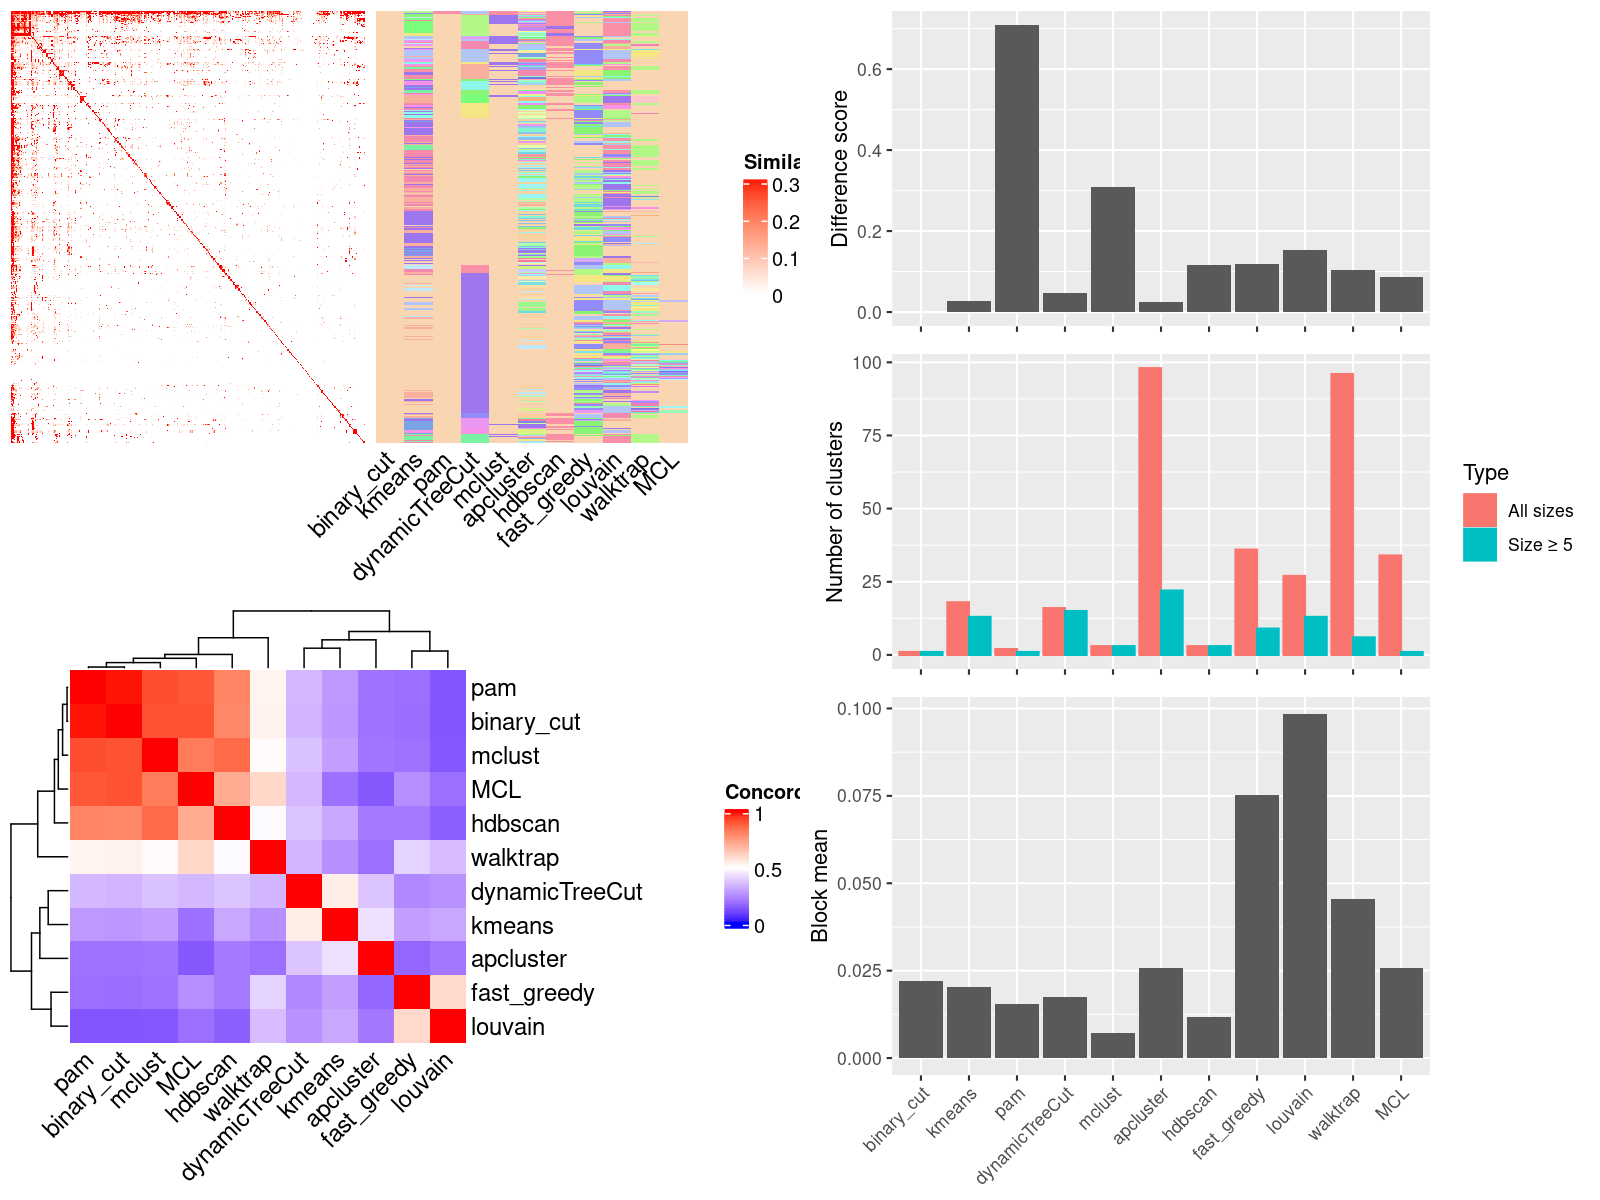 Simila
0.3
0.2
0.1
0
binary_cut
kmeans
pam
dynamicTreeCut
mclust
apcluster
hdbscan
fast_greedy
louvain
walktrap
MCL
pam
binary_cut
mclust
MCL
hdbscan
walktrap
dynamicTreeCut
kmeans
apcluster
fast_greedy
louvain
Concord
1
0.5
0
pam
binary_cut
mclust
MCL
hdbscan
walktrap
dynamicTreeCut
kmeans
apcluster
fast_greedy
louvain
Difference score
0.6
0.4
0.2
0.0
Number of clusters
100
75
50
25
0
Type
All sizes
Size ≥ 5
Block mean
0.100
0.075
0.050
0.025
0.000
binary_cut
kmeans
pam
dynamicTreeCut
mclust
apcluster
hdbscan
fast_greedy
louvain
walktrap
MCL